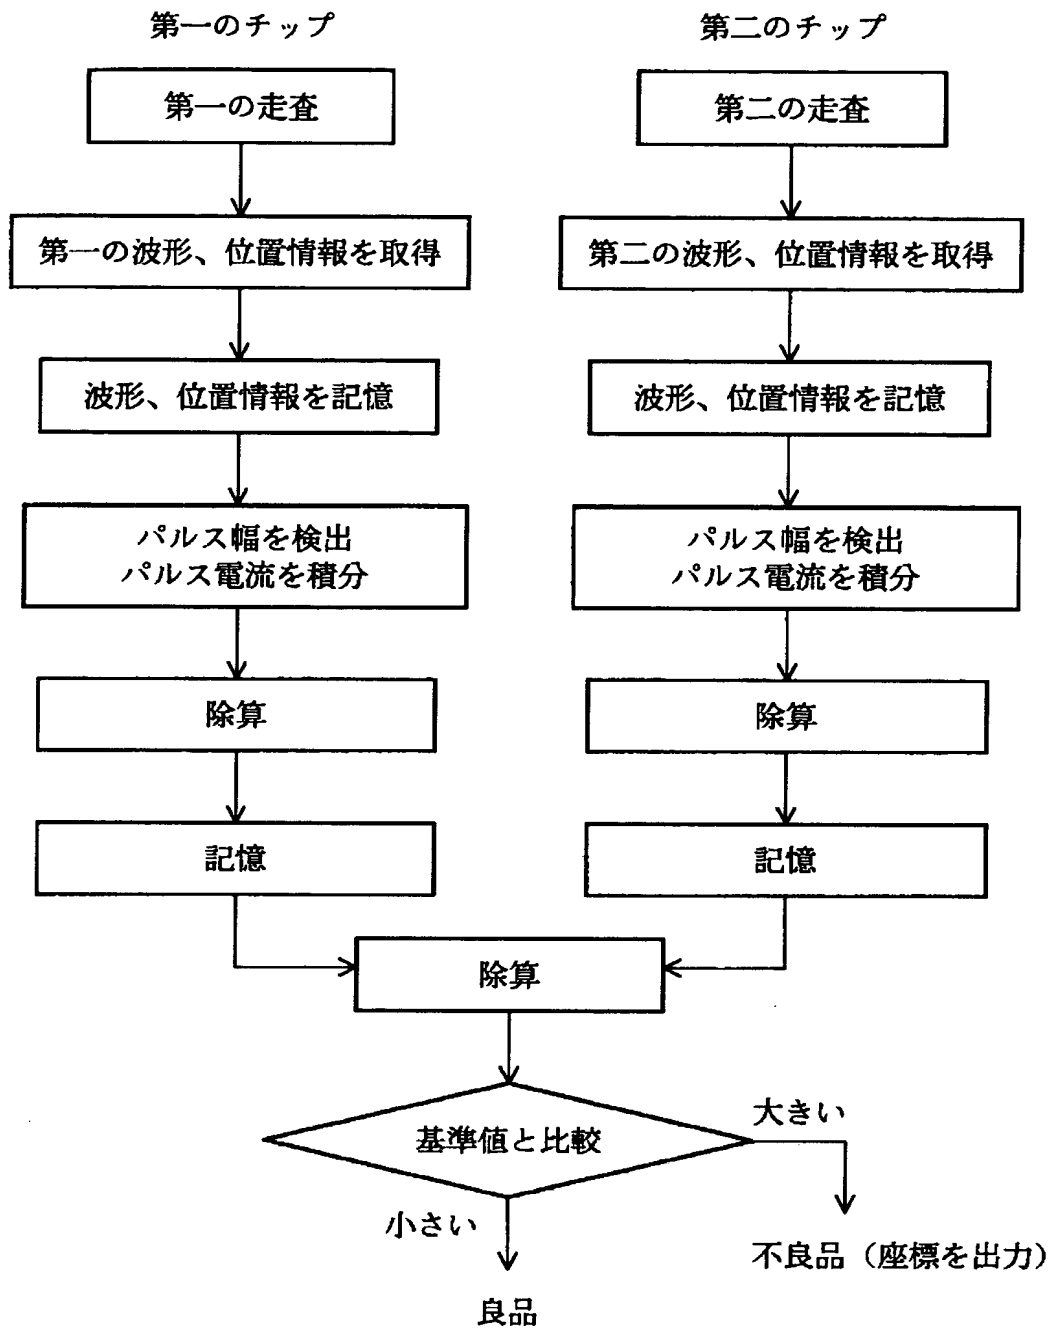 第一のチップ
第一の走査
第一の波形、位置情報を取得
波形、位置情報を記憶
パルス幅を検出
パルス電流を積分
除算
記憶
第二のチップ
第二の走査
第二の波形、位置情報を取得
波形、位置情報を記憶
パルス幅を検出
パルス電流を積分
除算
記憶
除算
基準値と比較
大きい
不良品（座標を出力）
小さい
良品